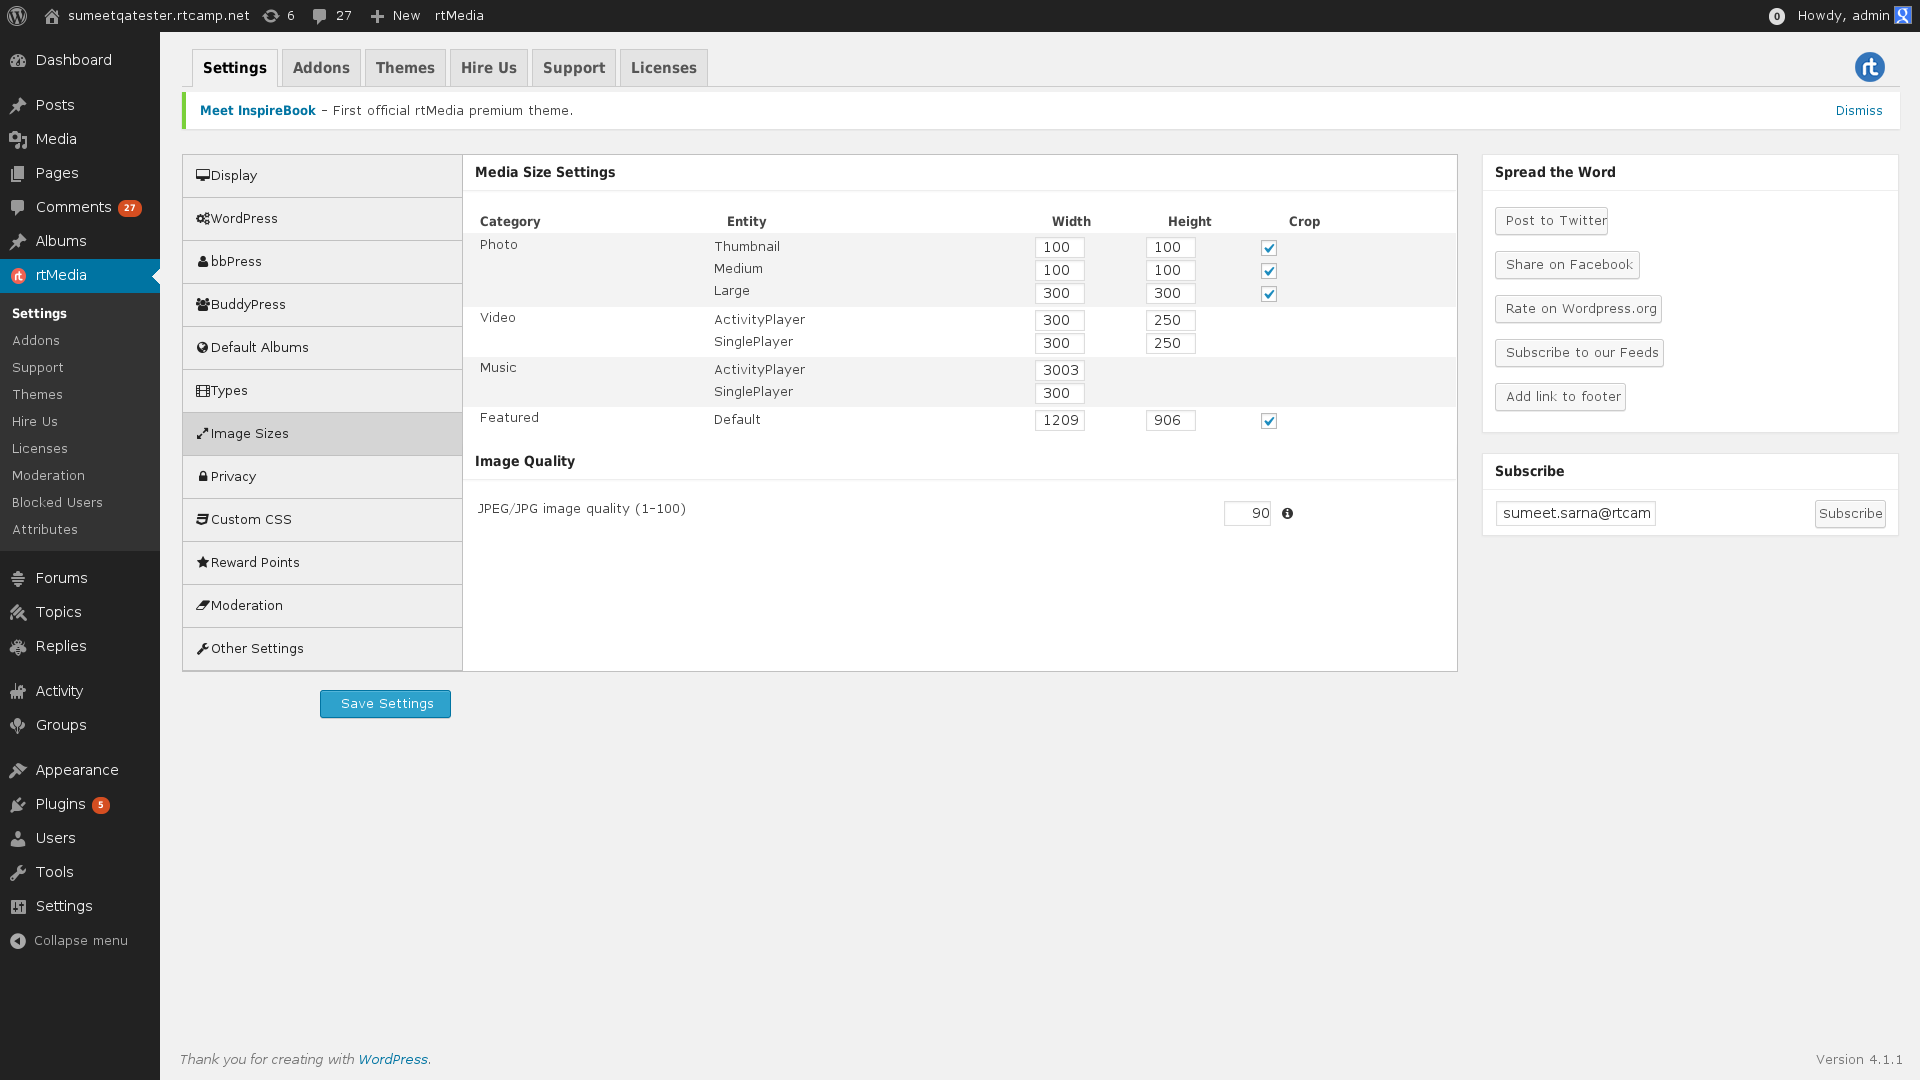 sumeetqatester.rtcamp.net 6 27 New rtMedia 0 Howdy, admin
Dashboard
Posts
Media
Pages
Comments 27
Albums
rtMedia
Settings
Addons
Support
Themes
Hire Us
Licenses
Moderation
Blocked Users
Attributes
Forums
Topics
Replies
Activity
Groups
Appearance
Plugins 5
Users
Tools
Settings
Collapse menu
Settings Addons Themes Hire Us Support Licenses rt
Meet InspireBook – First official rtMedia premium theme. Dismiss
Display
WordPress
bbPress
BuddyPress
Default Albums
Types
Image Sizes
Privacy
Custom CSS
Reward Points
Moderation
Other Settings
Save Settings
Media Size Settings
Category Entity Width Height Crop
Photo Thumbnail 100 100
Medium 100 100
Large 300 300
Video ActivityPlayer 300 250
SinglePlayer 300 250
Music ActivityPlayer 3003
SinglePlayer 300
Featured Default 1209 906
Image Quality
JPEG/JPG image quality (1-100) 90
Spread the Word
Post to Twitter
Share on Facebook
Rate on Wordpress.org
Subscribe to our Feeds
Add link to footer
Subscribe
sumeet.sarna@rtcam Subscribe
Thank you for creating with WordPress. Version 4.1.1